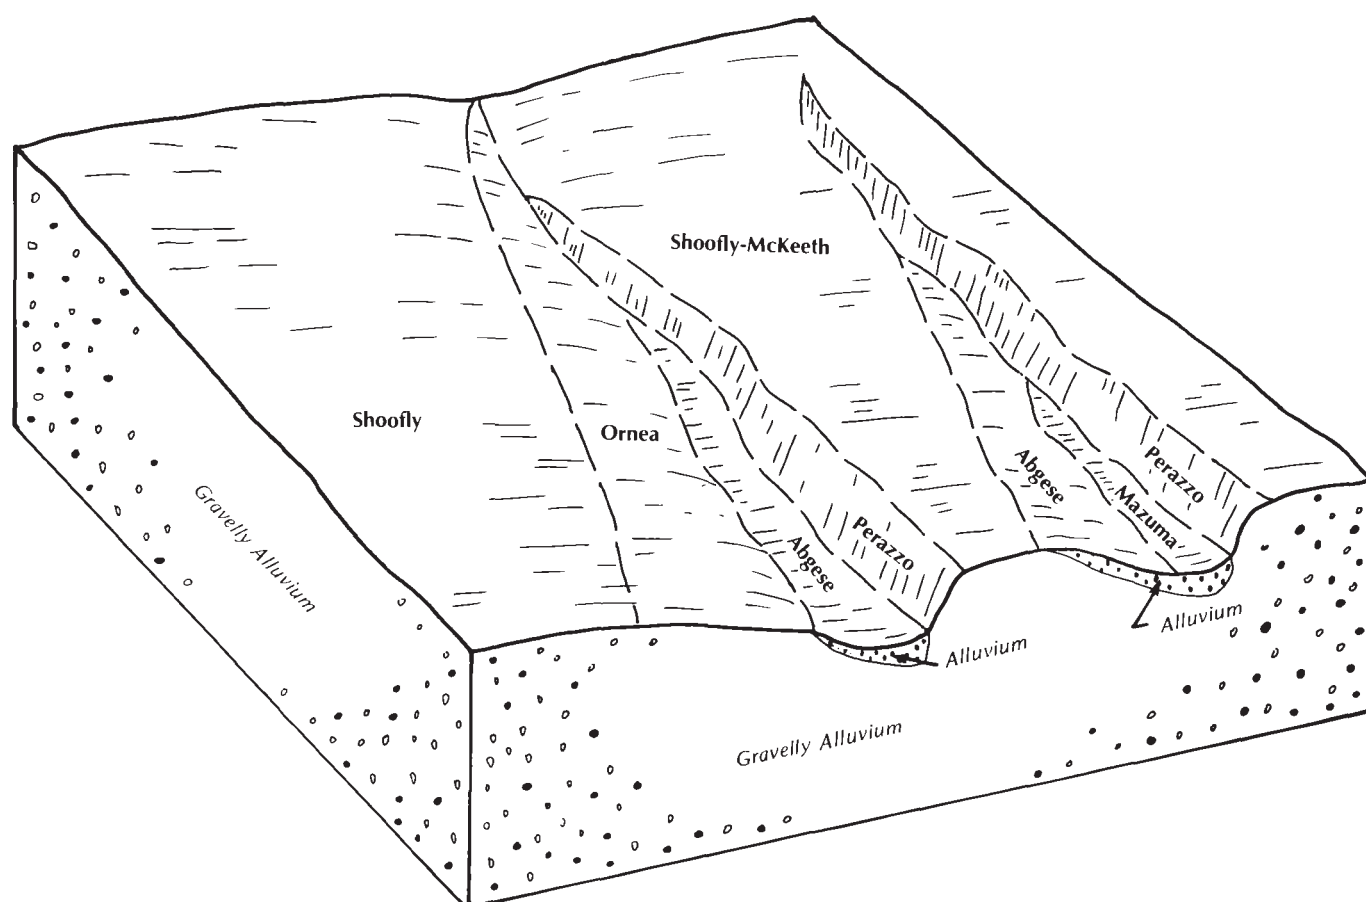 Shoofly-McKeeth
Shoofly
Ornea
Abgese
Perazzo
Abgese
Mazuma
Perazzo
Gravelly Alluvium
Alluvium
Alluvium
Gravelly Alluvium